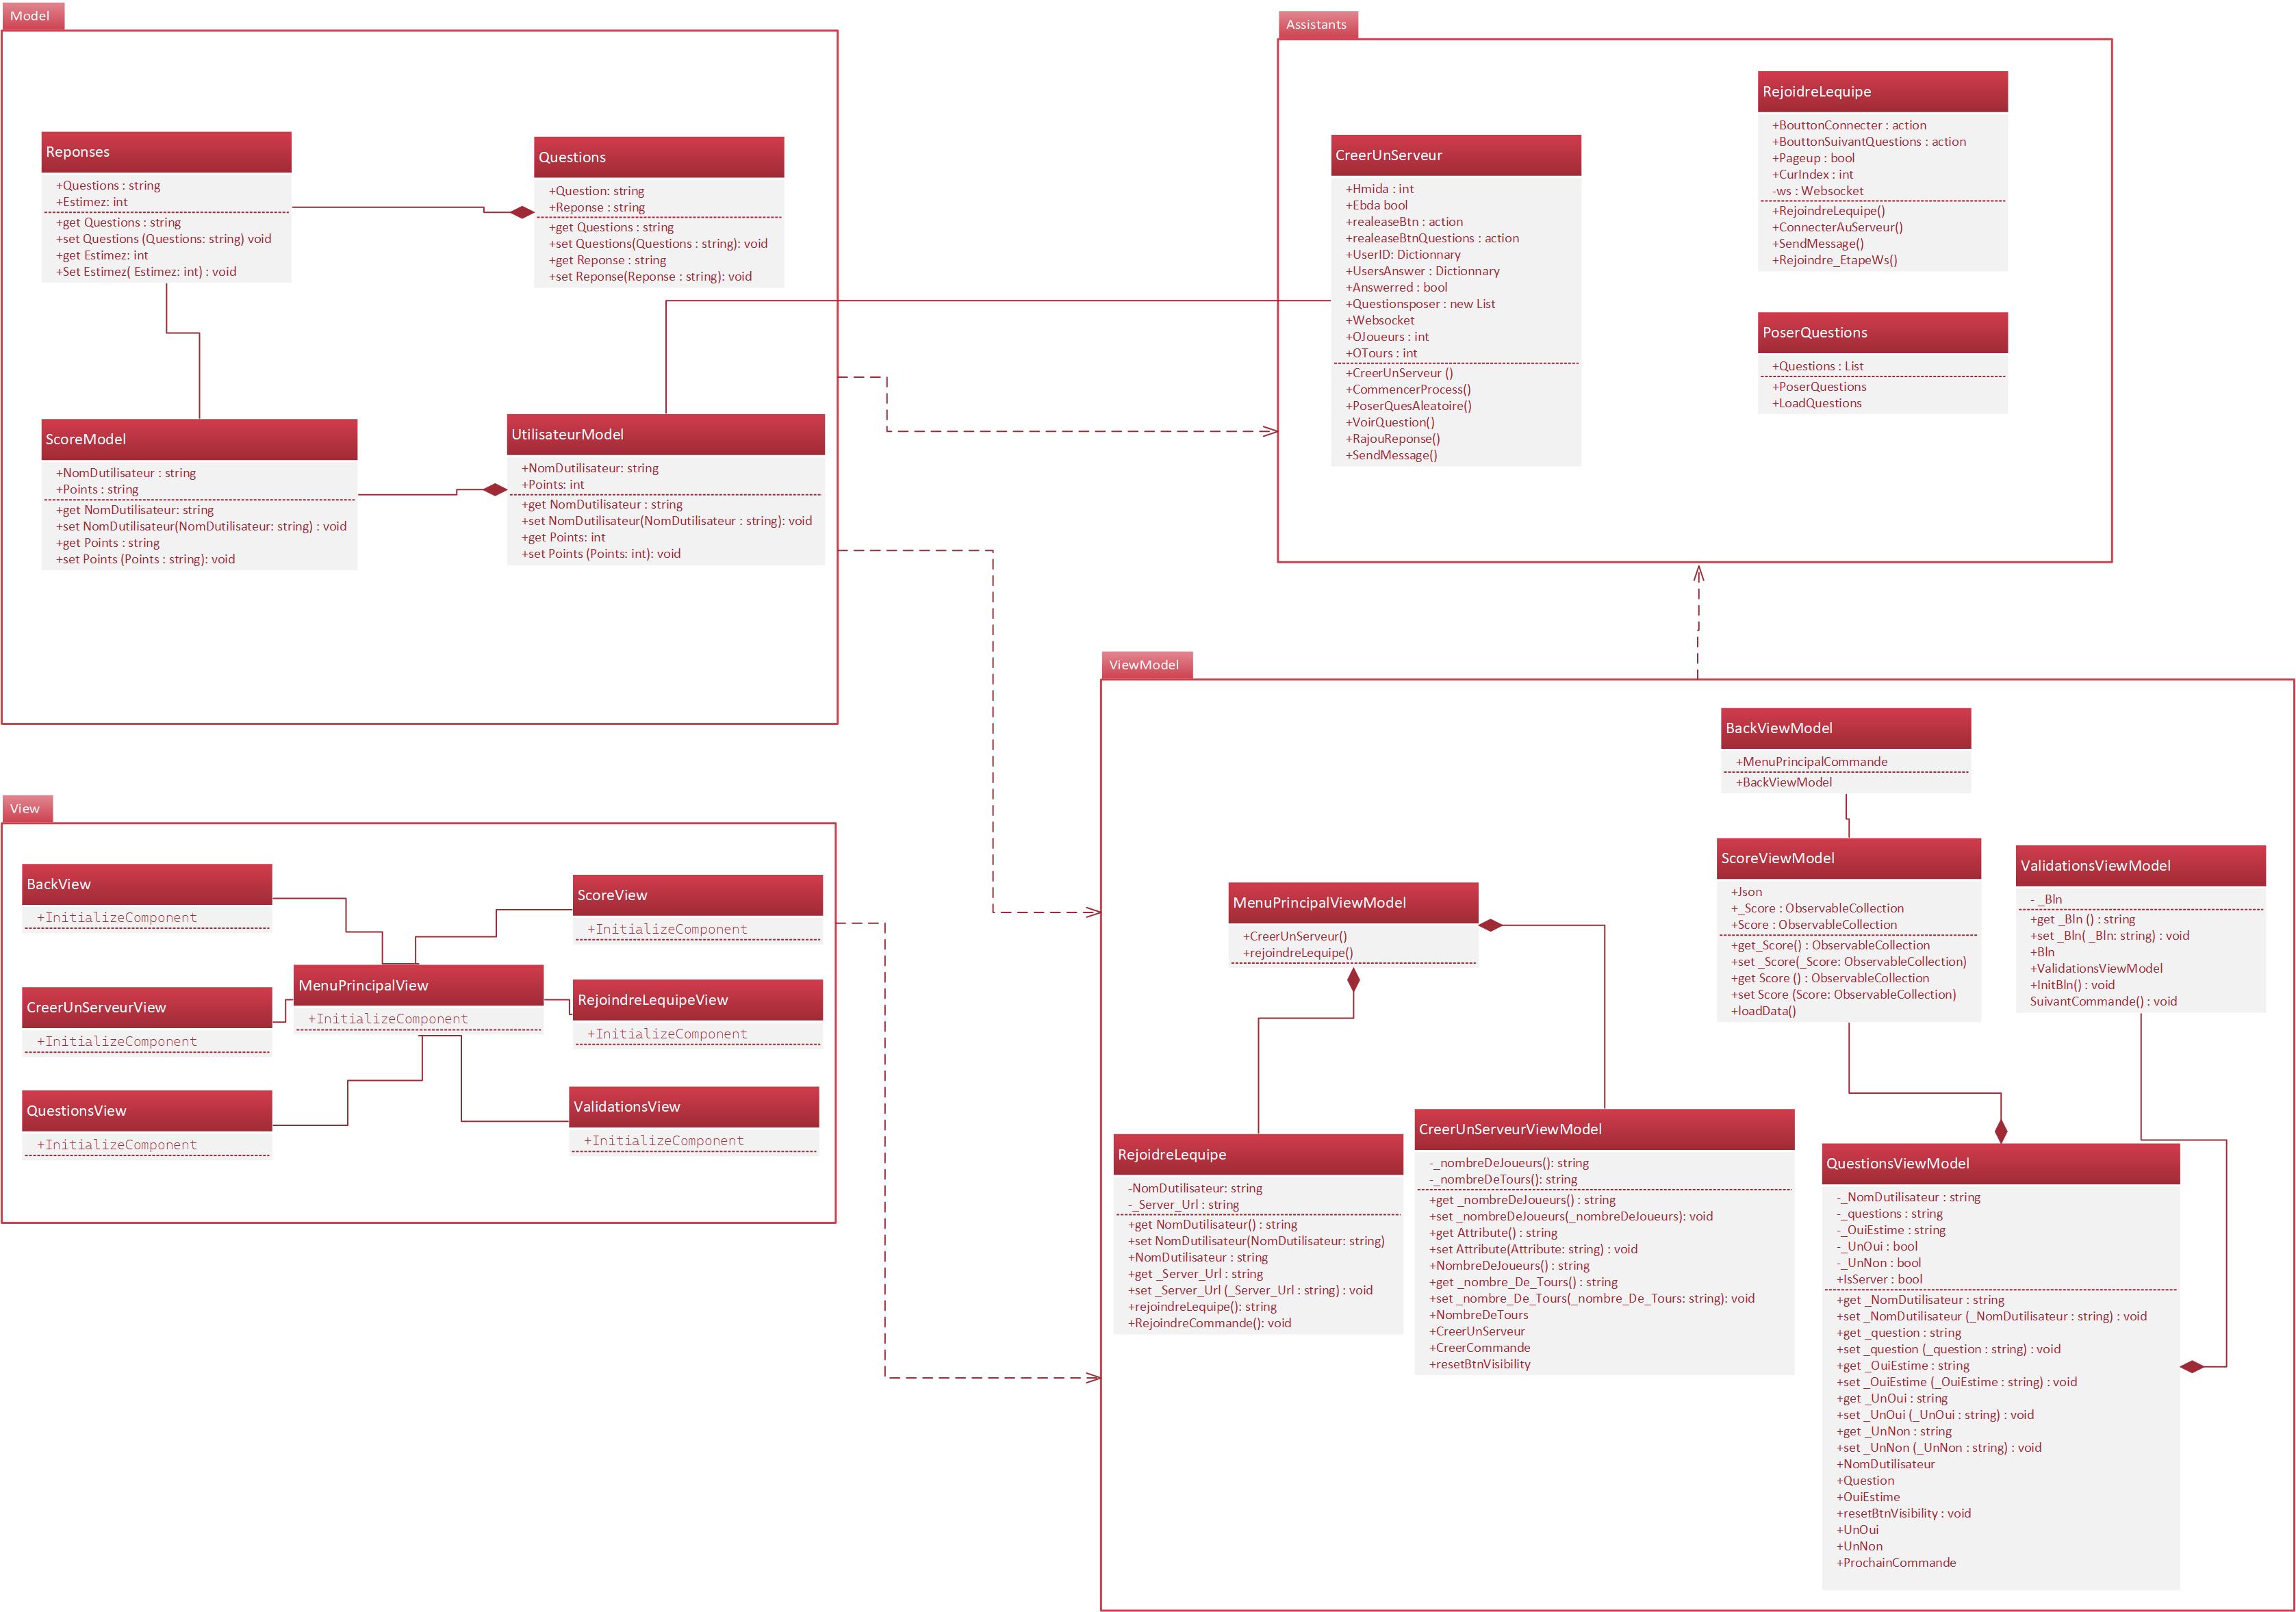 Model
Reponses
+Questions : string
+Estimez: int
+get Questions : string
+set Questions (Questions: string) void
+get Estimez: int
+Set Estimez( Estimez: int) : void
Questions
+Question: string
+Reponse : string
+get Questions : string
+set Questions(Questions : string): void
+get Reponse : string
+set Reponse(Reponse : string): void
ScoreModel
+NomDutilisateur : string
+Points : string
+get NomDutilisateur: string
+set NomDutilisateur(NomDutilisateur: string) : void
+get Points : string
+set Points (Points : string): void
UtilisateurModel
+NomDutilisateur: string
+Points: int
+get NomDutilisateur : string
+set NomDutilisateur(NomDutilisateur : string): void
+get Points: int
+set Points (Points: int): void
Assistants
CreerUnServeur
+Hmida : int
+Ebda bool
+realeaseBtn : action
+realeaseBtnQuestions : action
+UserID: Dictionnary
+UsersAnswer : Dictionnary
+Answerred : bool
+Questionsposer : new List
+Websocket
+OJoueurs : int
+OTours : int
+CreerUnServeur ()
+CommencerProcess()
+PoserQuesAleatoire()
+VoirQuestion()
+RajouReponse()
+SendMessage()
RejoidreLequipe
+BouttonConnecter : action
+BouttonSuivantQuestions : action
+Pageup : bool
+CurIndex : int
-ws : Websocket
+RejoindreLequipe()
+ConnecterAuServeur()
+SendMessage()
+Rejoindre_EtapeWs()
PoserQuestions
+Questions : List
+PoserQuestions
+LoadQuestions
View
BackView
+InitializeComponent
ScoreView
+InitializeComponent
MenuPrincipalView
+InitializeComponent
CreerUnServeurView
+InitializeComponent
RejoindreLequipeView
+InitializeComponent
QuestionsView
+InitializeComponent
ValidationsView
+InitializeComponent
ViewModel
BackViewModel
+MenuPrincipalCommande
+BackViewModel
ScoreViewModel
+Json
+_Score : ObservableCollection
+Score : ObservableCollection
+get_Score() : ObservableCollection
+set _Score(_Score: ObservableCollection)
+get Score () : ObservableCollection
+set Score (Score: ObservableCollection)
+loadData()
ValidationsViewModel
- _Bln
+get _Bln () : string
+set _Bln( _Bln: string) : void
+Bln
+ValidationsViewModel
+InitBln() : void
SuivantCommande() : void
MenuPrincipalViewModel
+CreerUnServeur()
+rejoindreLequipe()
RejoidreLequipe
-NomDutilisateur: string
-_Server_Url : string
+get NomDutilisateur() : string
+set NomDutilisateur(NomDutilisateur: string)
+NomDutilisateur : string
+get _Server_Url : string
+set _Server_Url (_Server_Url : string) : void
+rejoindreLequipe(): string
+RejoindreCommande(): void
CreerUnServeurViewModel
-_nombreDeJoueurs(): string
-_nombreDeTours(): string
+get _nombreDeJoueurs() : string
+set _nombreDeJoueurs(_nombreDeJoueurs): void
+get Attribute() : string
+set Attribute(Attribute: string) : void
+NombreDeJoueurs() : string
+get _nombre_De_Tours() : string
+set _nombre_De_Tours(_nombre_De_Tours: string): void
+NombreDeTours
+CreerUnServeur
+CreerCommande
+resetBtnVisibility
QuestionsViewModel
-_NomDutilisateur : string
-_questions : string
-_OuiEstime : string
-_UnOui : bool
-_UnNon : bool
+IsServer : bool
+get _NomDutilisateur : string
+set _NomDutilisateur (_NomDutilisateur : string) : void
+get _question : string
+set _question (_question : string) : void
+get _OuiEstime : string
+set _OuiEstime (_OuiEstime : string) : void
+get _UnOui : string
+set _UnOui (_UnOui : string) : void
+get _UnNon : string
+set _UnNon (_UnNon : string) : void
+NomDutilisateur
+Question
+OuiEstime
+resetBtnVisibility : void
+UnOui
+UnNon
+ProchainCommande